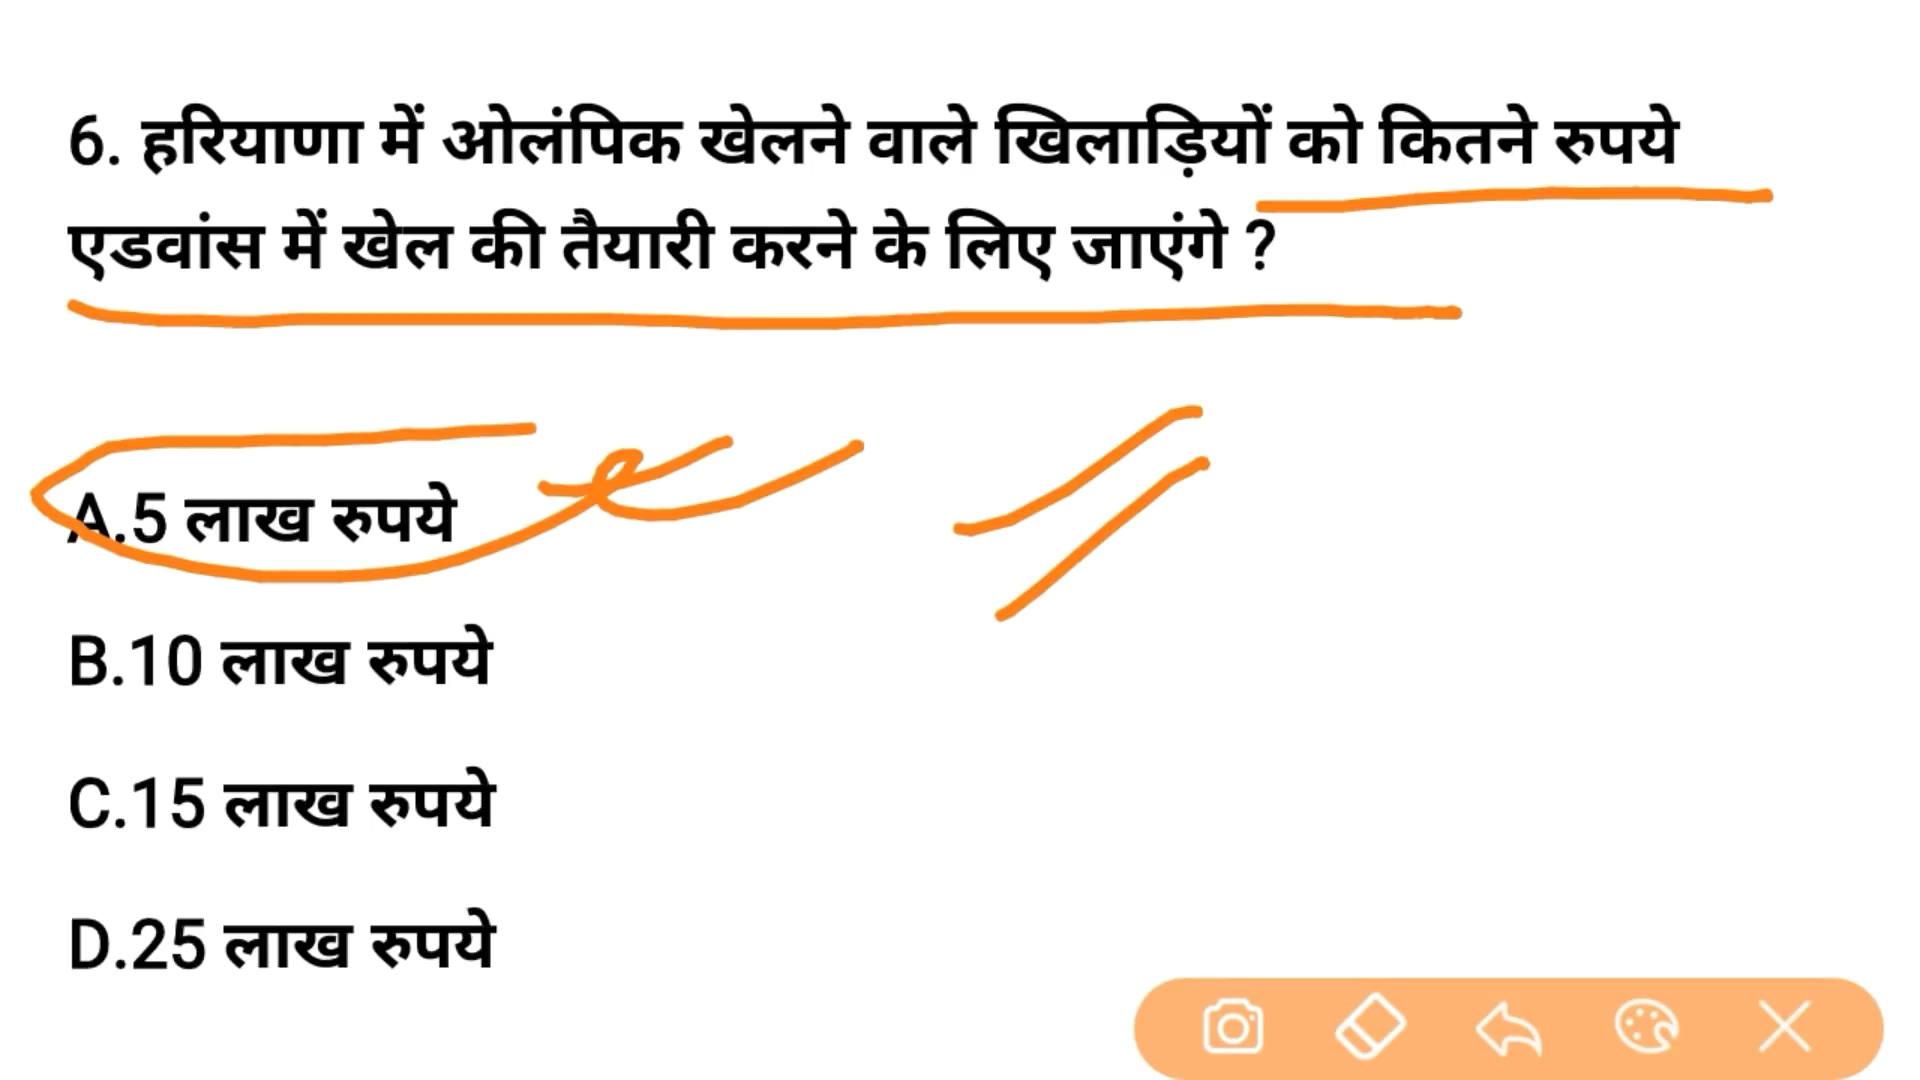 6. हरियाणा में ओलंपिक खेलने वाले खिलाड़ियों को कितने रुपये
एडवांस में खेल की तैयारी करने के लिए जाएंगे ?
A.5 लाख रुपये
B.10 लाख रुपये
C.15 लाख रुपये
D.25 लाख रुपये